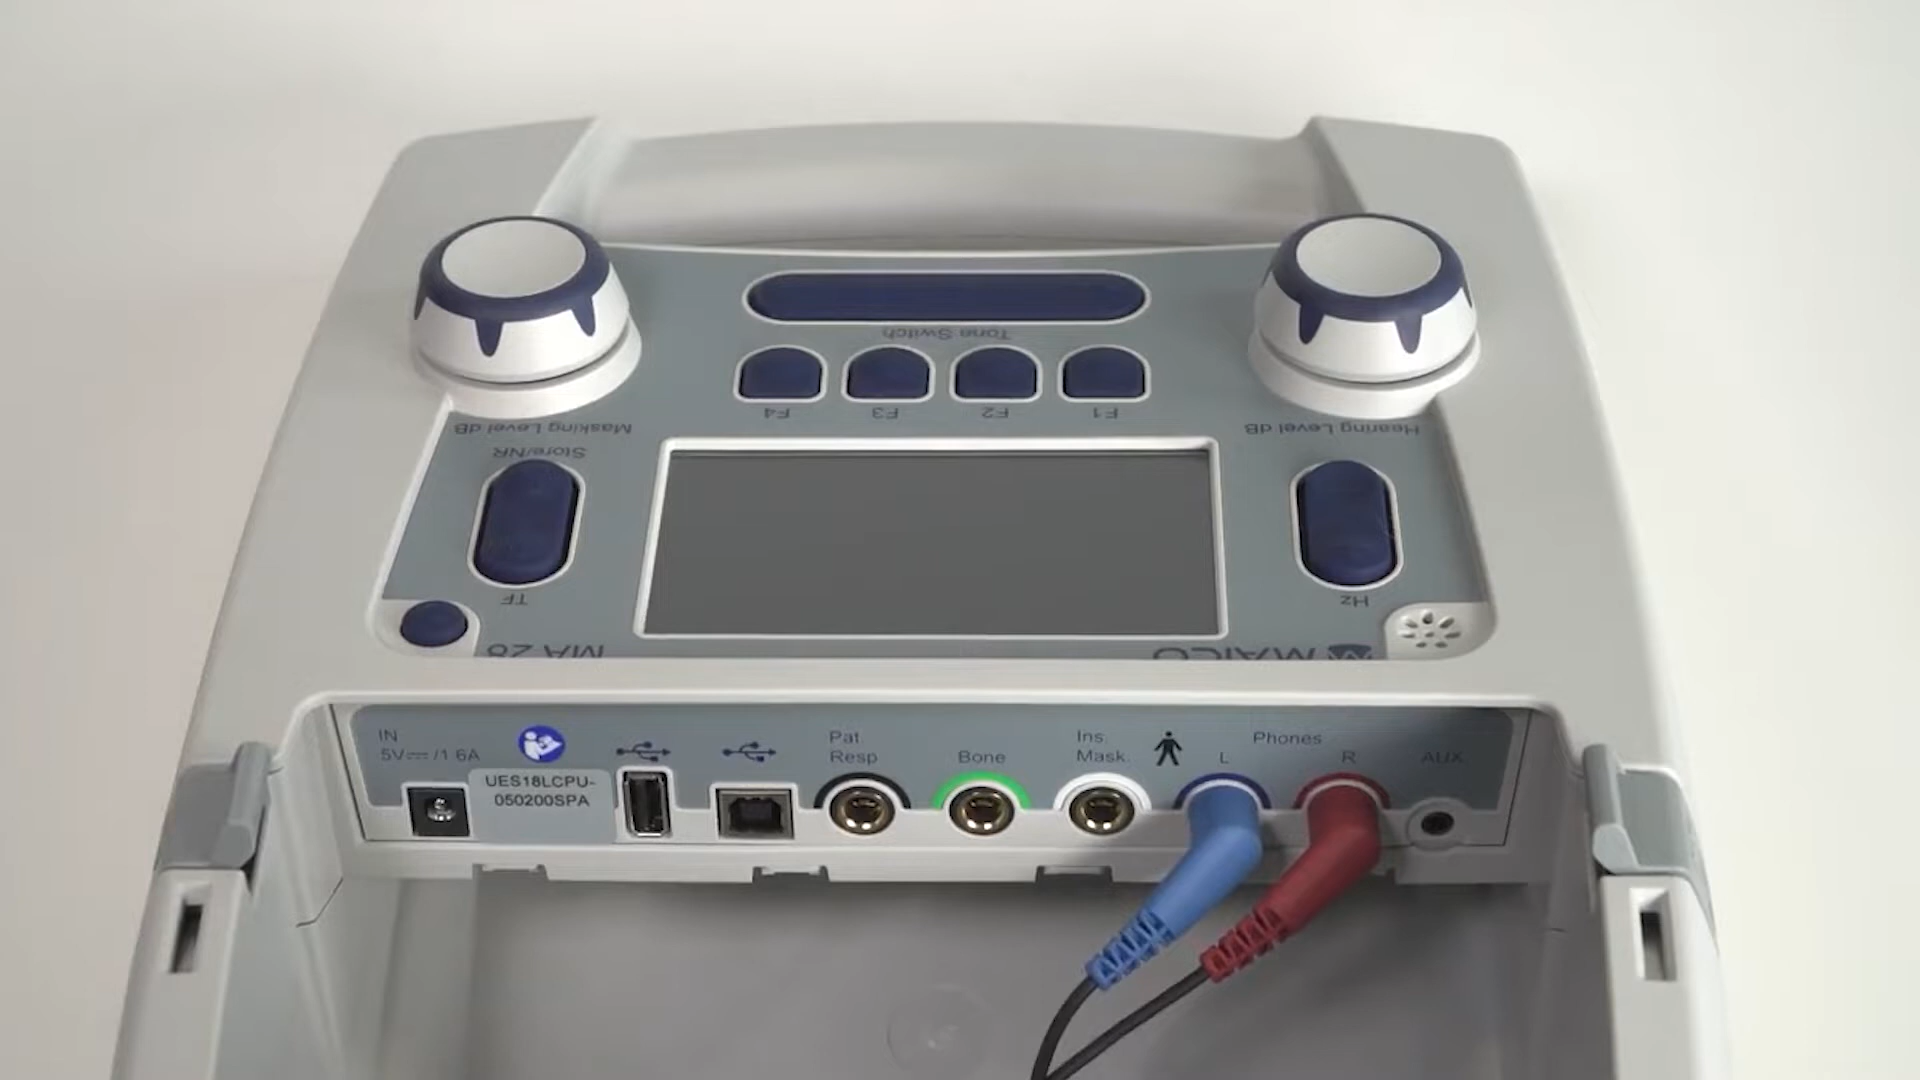 Tone Switch
F4
F3
F2
F1
Masking Level dB
Hearing Level dB
Store/NR
TF
Hz
MA 28
MAICO
IN
5V⎓/1.6A
UES18LCPU-
050200SPA
Pat.
Resp
Bone
Ins.
Mask.
Phones
L
R
AUX